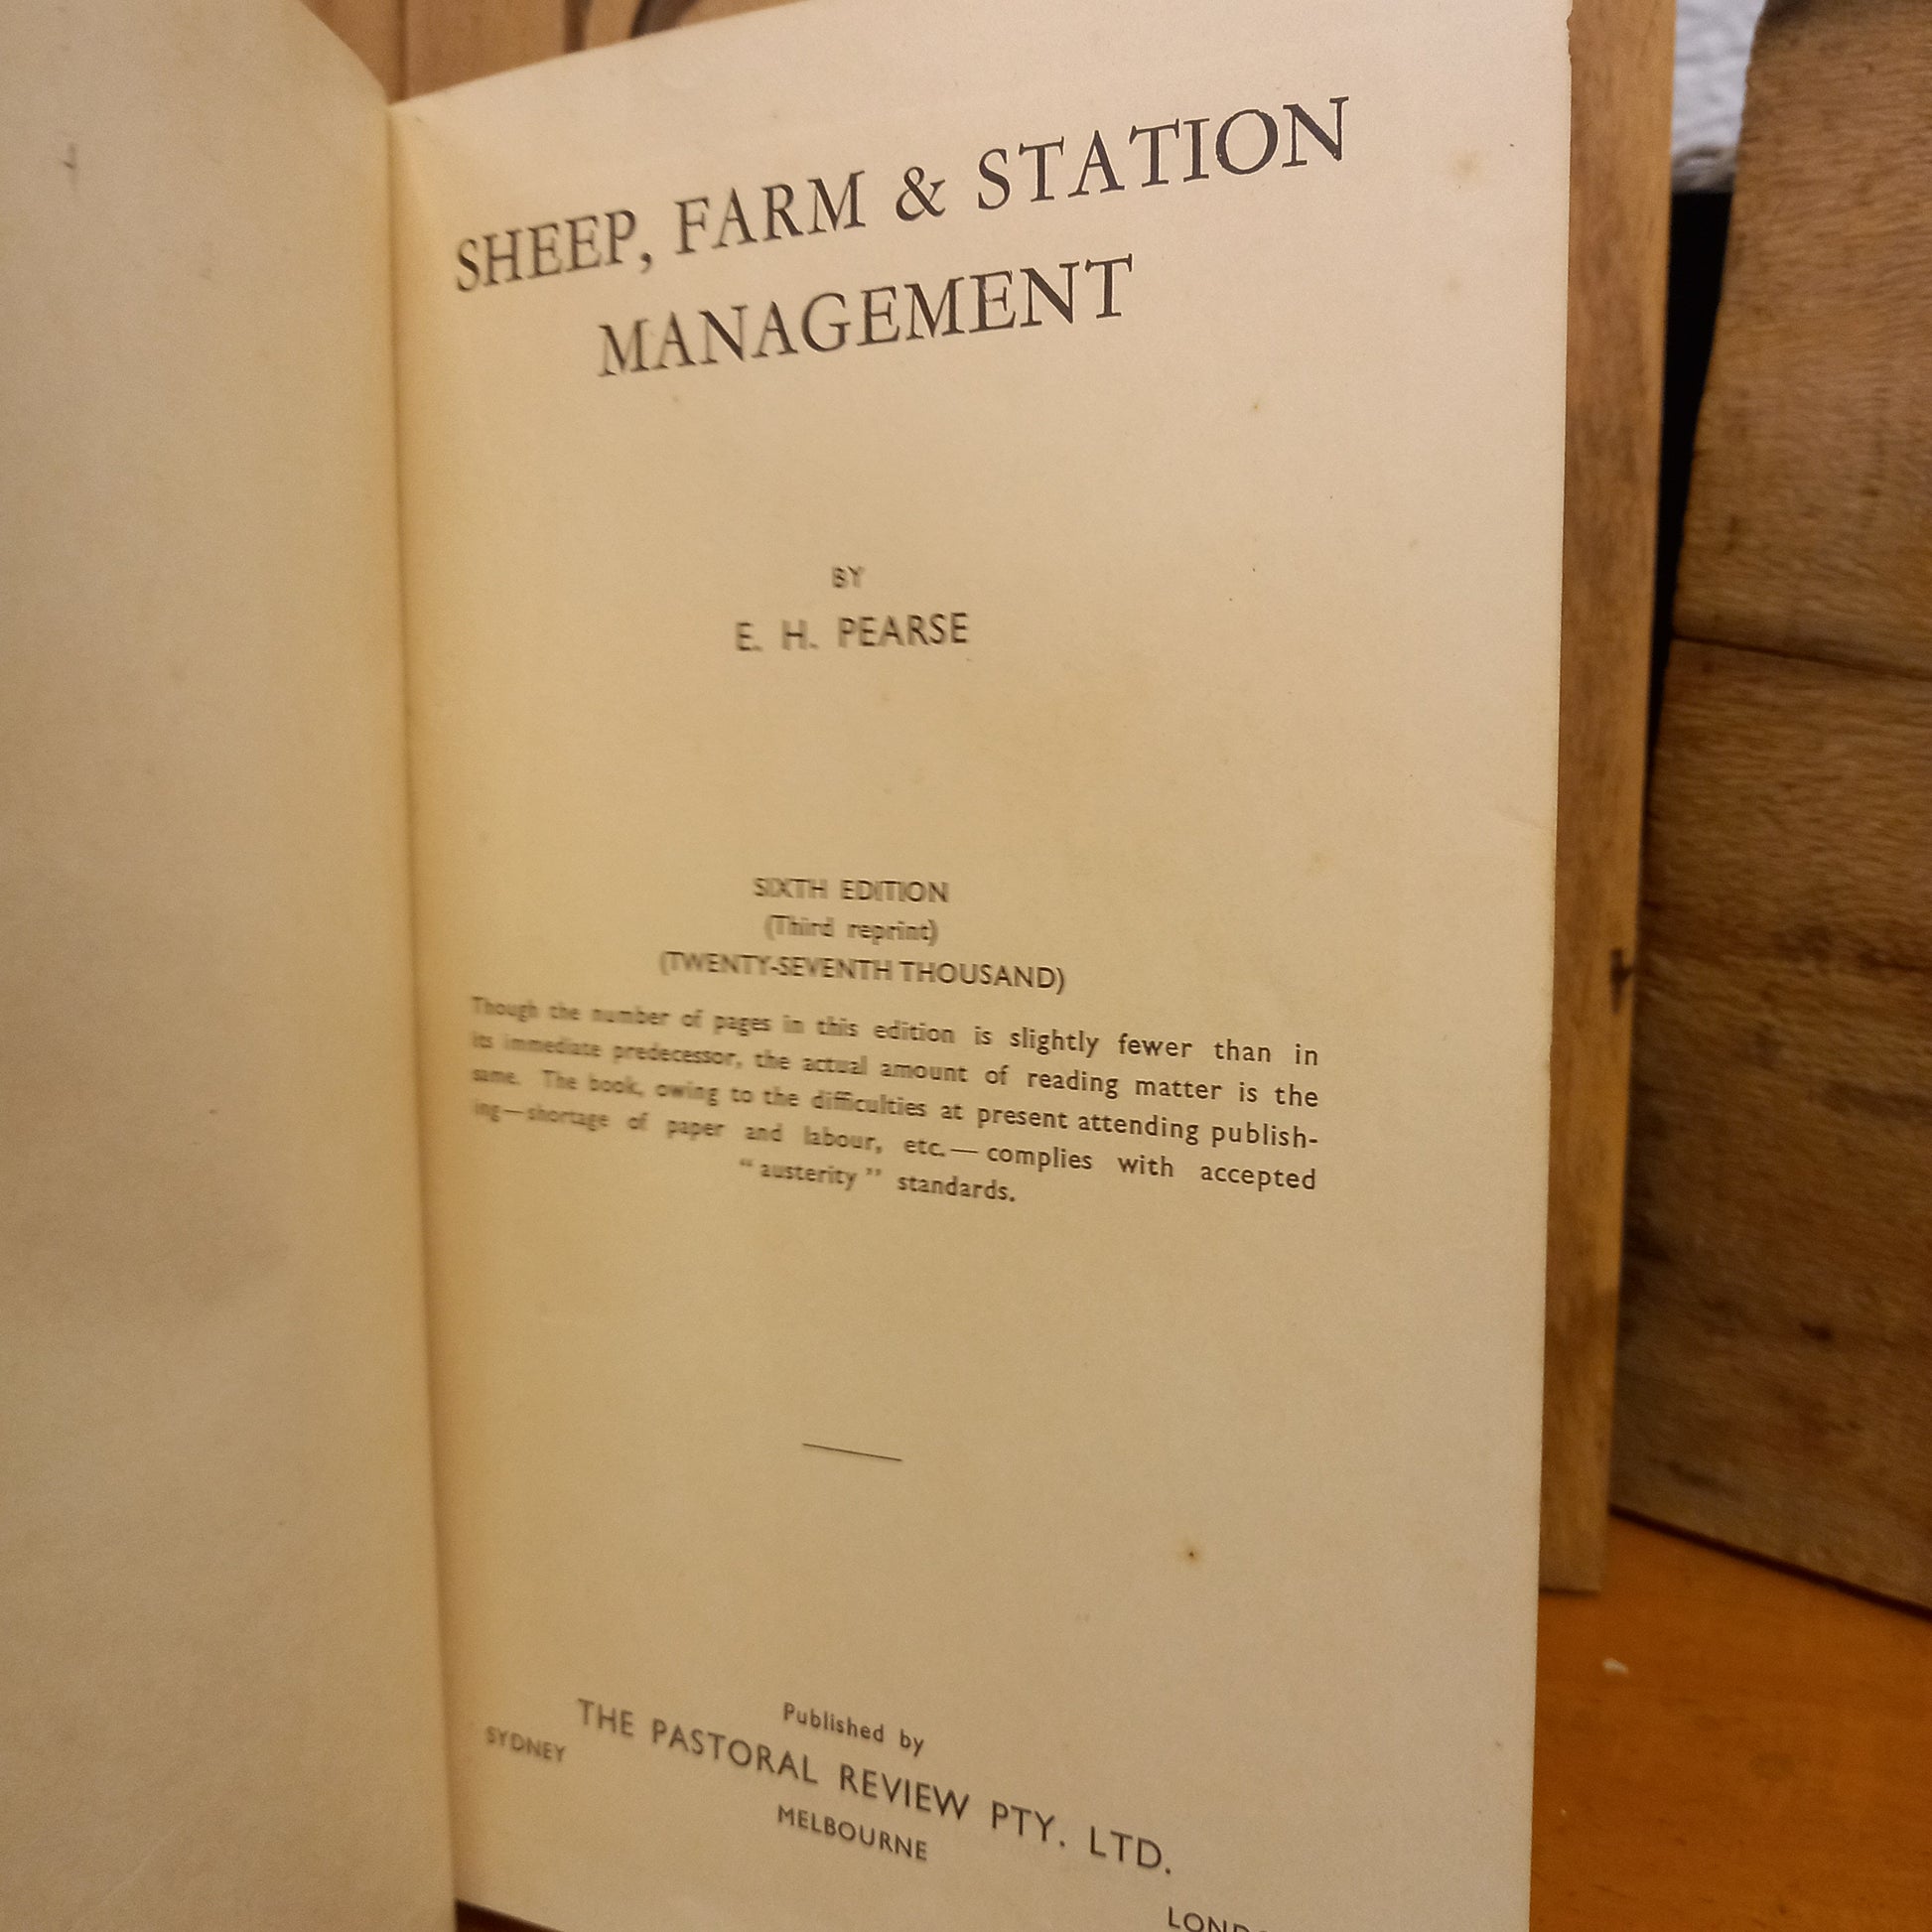 SHEEP, FARM & STATION
MANAGEMENT
BY
E. H. PEARSE
SIXTH EDITION
(Third reprint)
(TWENTY-SEVENTH THOUSAND)
Though the number of pages in this edition is slightly fewer than in
its immediate predecessor, the actual amount of reading matter is the
same. The book, owing to the difficulties at present attending publish-
ing—shortage of paper and labour, etc.—complies with accepted
“austerity” standards.
Published by
THE PASTORAL REVIEW PTY. LTD.
SYDNEY MELBOURNE